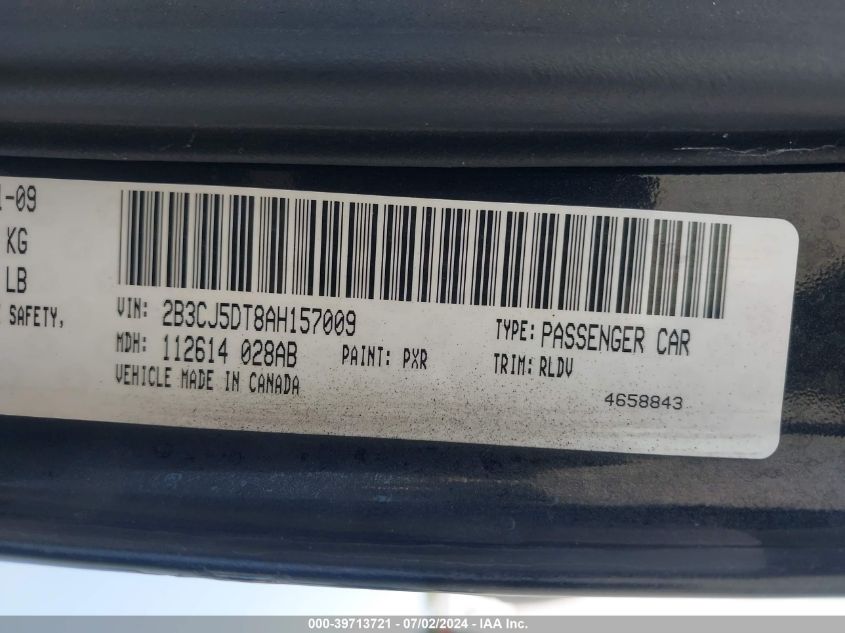 1-09
KG
LB
SAFETY,
VIN: 2B3CJ5DT8AH157009
TYPE: PASSENGER CAR
MDH: 112614 028AB
PAINT: PXR
TRIM: RLDV
VEHICLE MADE IN CANADA
4658843
000-39713721 - 07/02/2024 - IAA Inc.